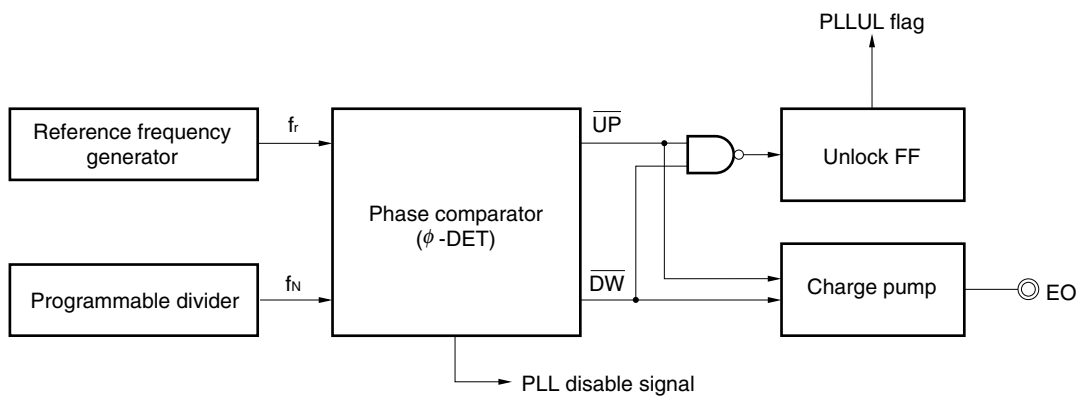 PLLUL flag
Reference frequency
generator
fr
UP
Unlock FF
Phase comparator
(ϕ -DET)
Programmable divider
fN
DW
Charge pump
EO
PLL disable signal